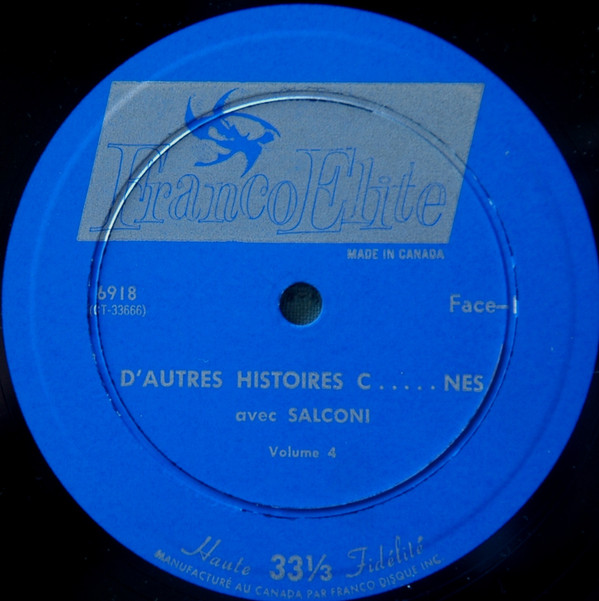 FrancoElite
MADE IN CANADA
6918
(CT-33666)
Face-1
D'AUTRES HISTOIRES C.....NES
avec SALCONI
Volume 4
Haute 33⅓ Fidélité
MANUFACTURÉ AU CANADA PAR FRANCO DISQUE INC.